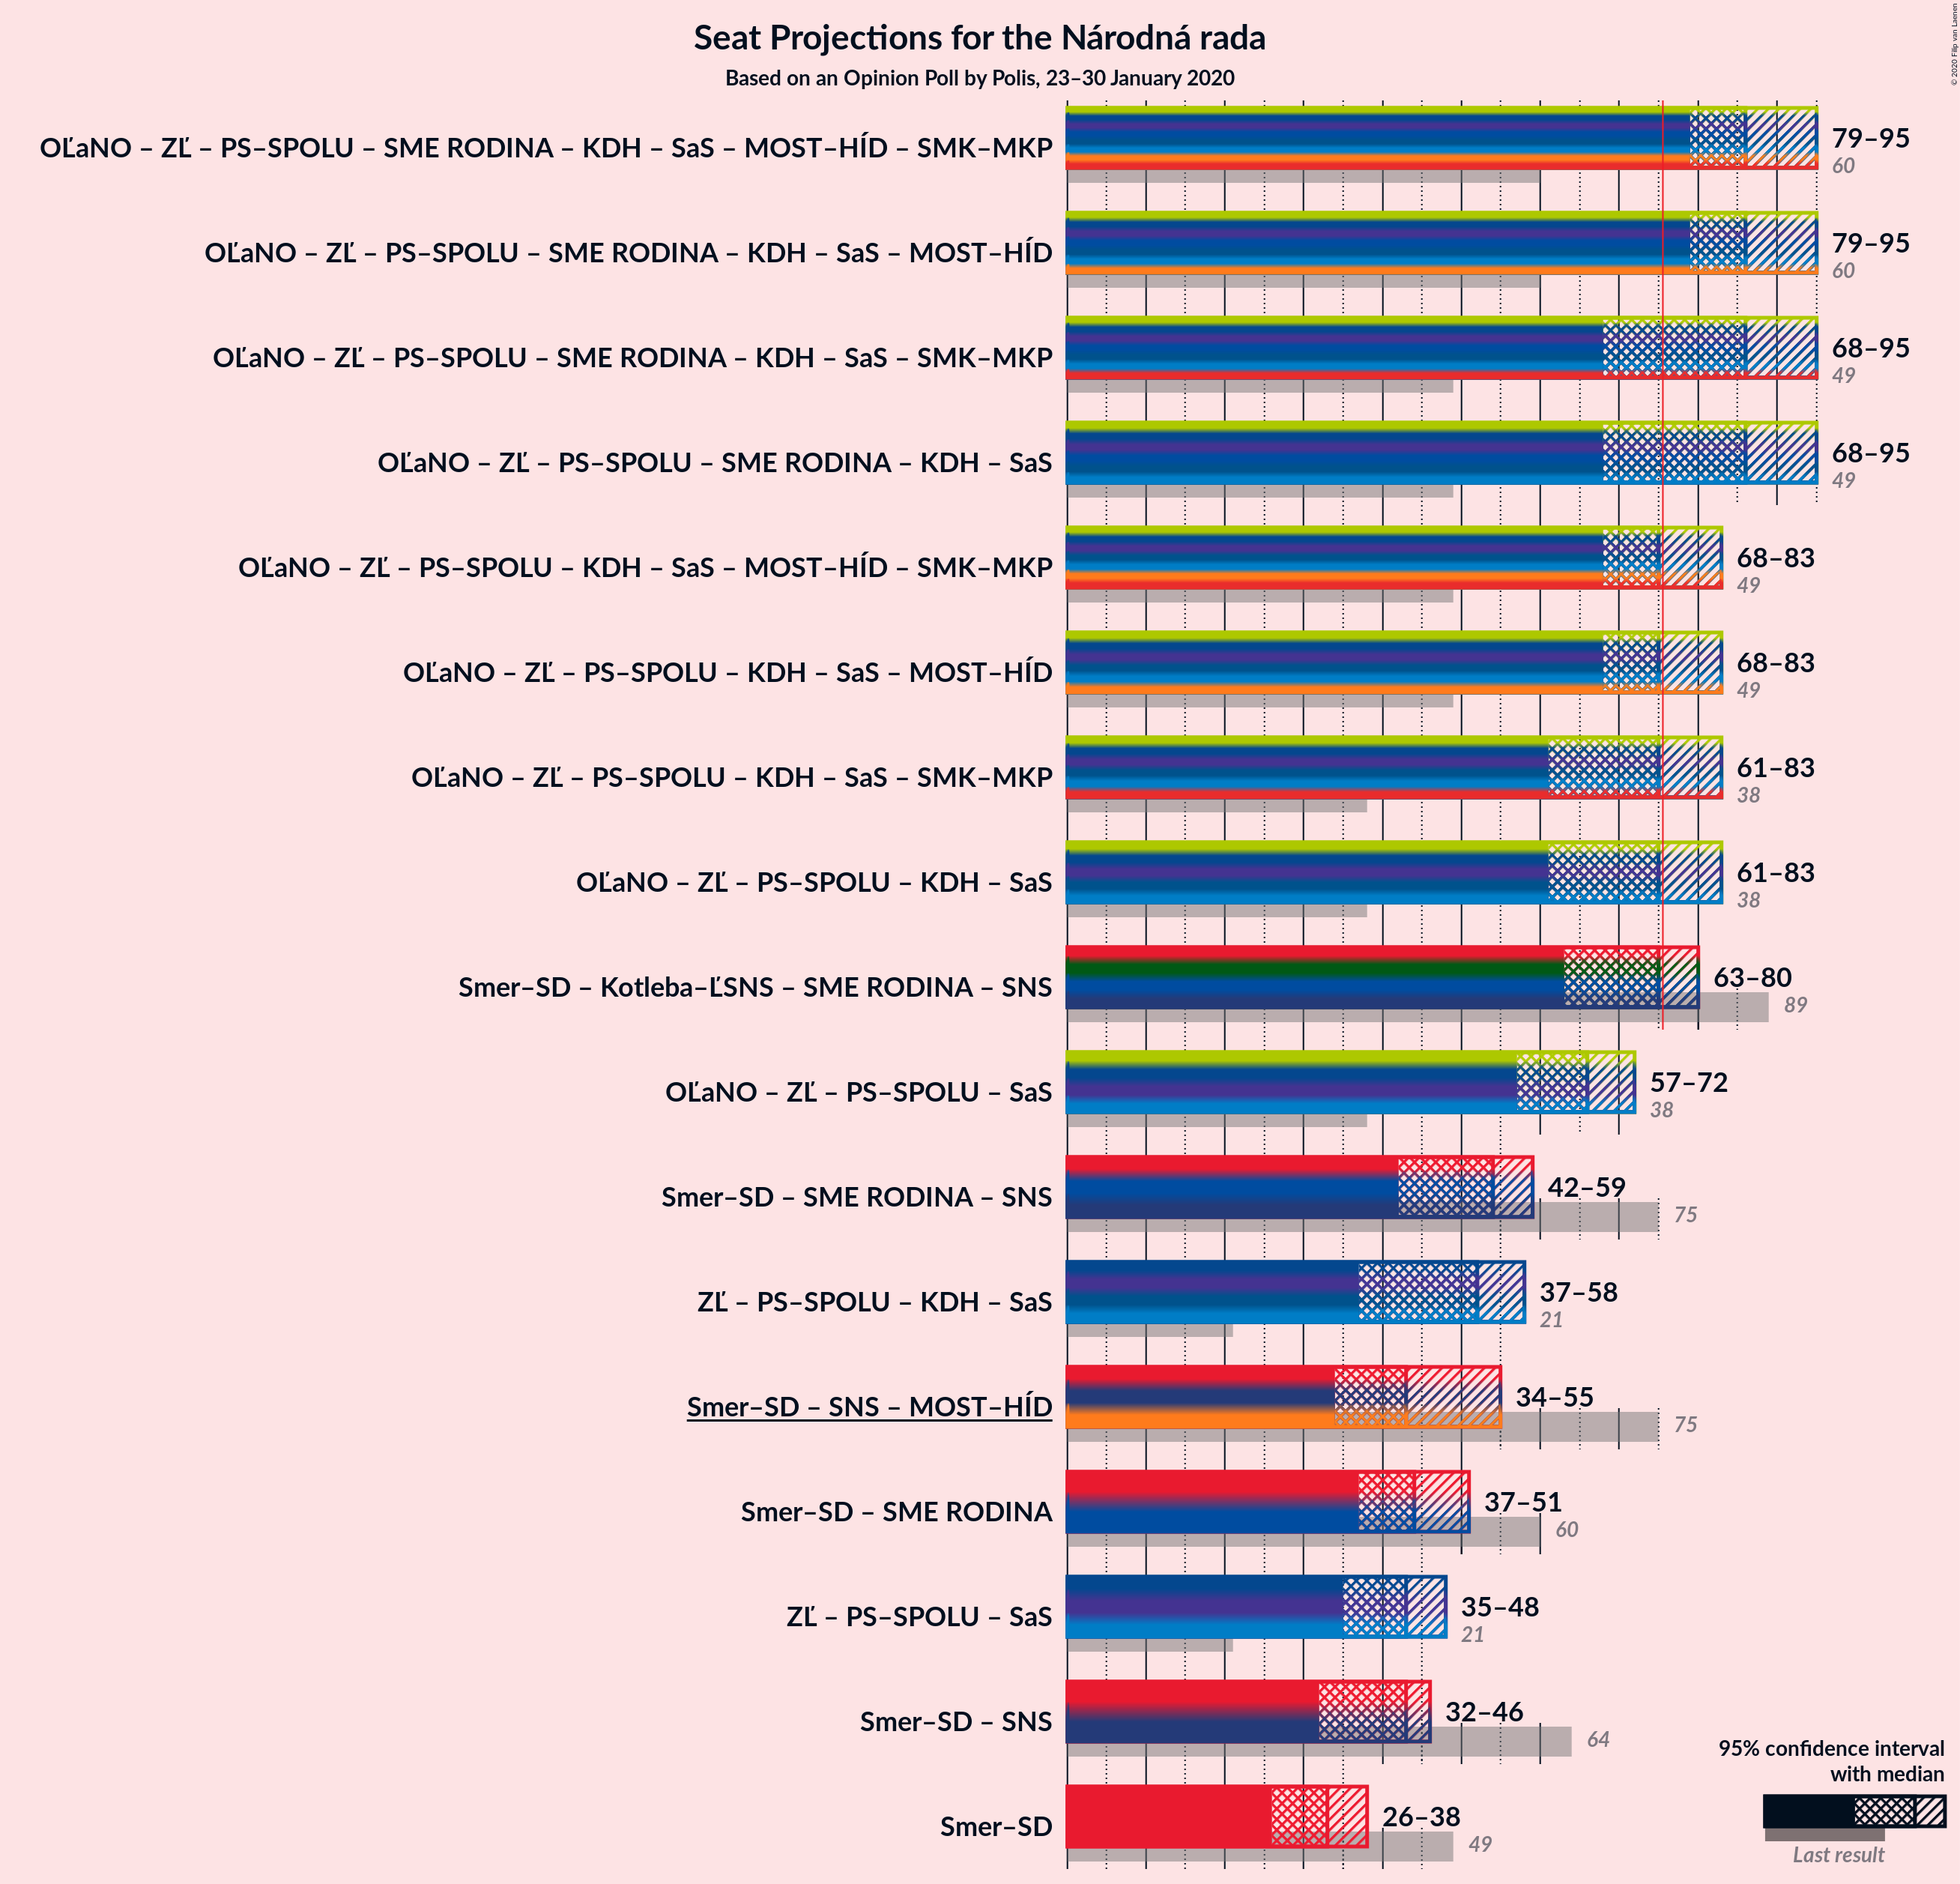 Seat Projections for the Národná rada
Based on an Opinion Poll by Polis, 23–30 January 2020
© 2020 Filip van Laenen
OĽaNO – ZĽ – PS–SPOLU – SME RODINA – KDH – SaS – MOST–HÍD – SMK–MKP
79–95
60
OĽaNO – ZĽ – PS–SPOLU – SME RODINA – KDH – SaS – MOST–HÍD
79–95
60
OĽaNO – ZĽ – PS–SPOLU – SME RODINA – KDH – SaS – SMK–MKP
68–95
49
OĽaNO – ZĽ – PS–SPOLU – SME RODINA – KDH – SaS
68–95
49
OĽaNO – ZĽ – PS–SPOLU – KDH – SaS – MOST–HÍD – SMK–MKP
68–83
49
OĽaNO – ZĽ – PS–SPOLU – KDH – SaS – MOST–HÍD
68–83
49
OĽaNO – ZĽ – PS–SPOLU – KDH – SaS – SMK–MKP
61–83
38
OĽaNO – ZĽ – PS–SPOLU – KDH – SaS
61–83
38
Smer–SD – Kotleba–ĽSNS – SME RODINA – SNS
63–80
89
OĽaNO – ZĽ – PS–SPOLU – SaS
57–72
38
Smer–SD – SME RODINA – SNS
42–59
75
ZĽ – PS–SPOLU – KDH – SaS
37–58
21
Smer–SD – SNS – MOST–HÍD
34–55
75
Smer–SD – SME RODINA
37–51
60
ZĽ – PS–SPOLU – SaS
35–48
21
Smer–SD – SNS
32–46
64
Smer–SD
26–38
49
95% confidence interval
with median
Last result